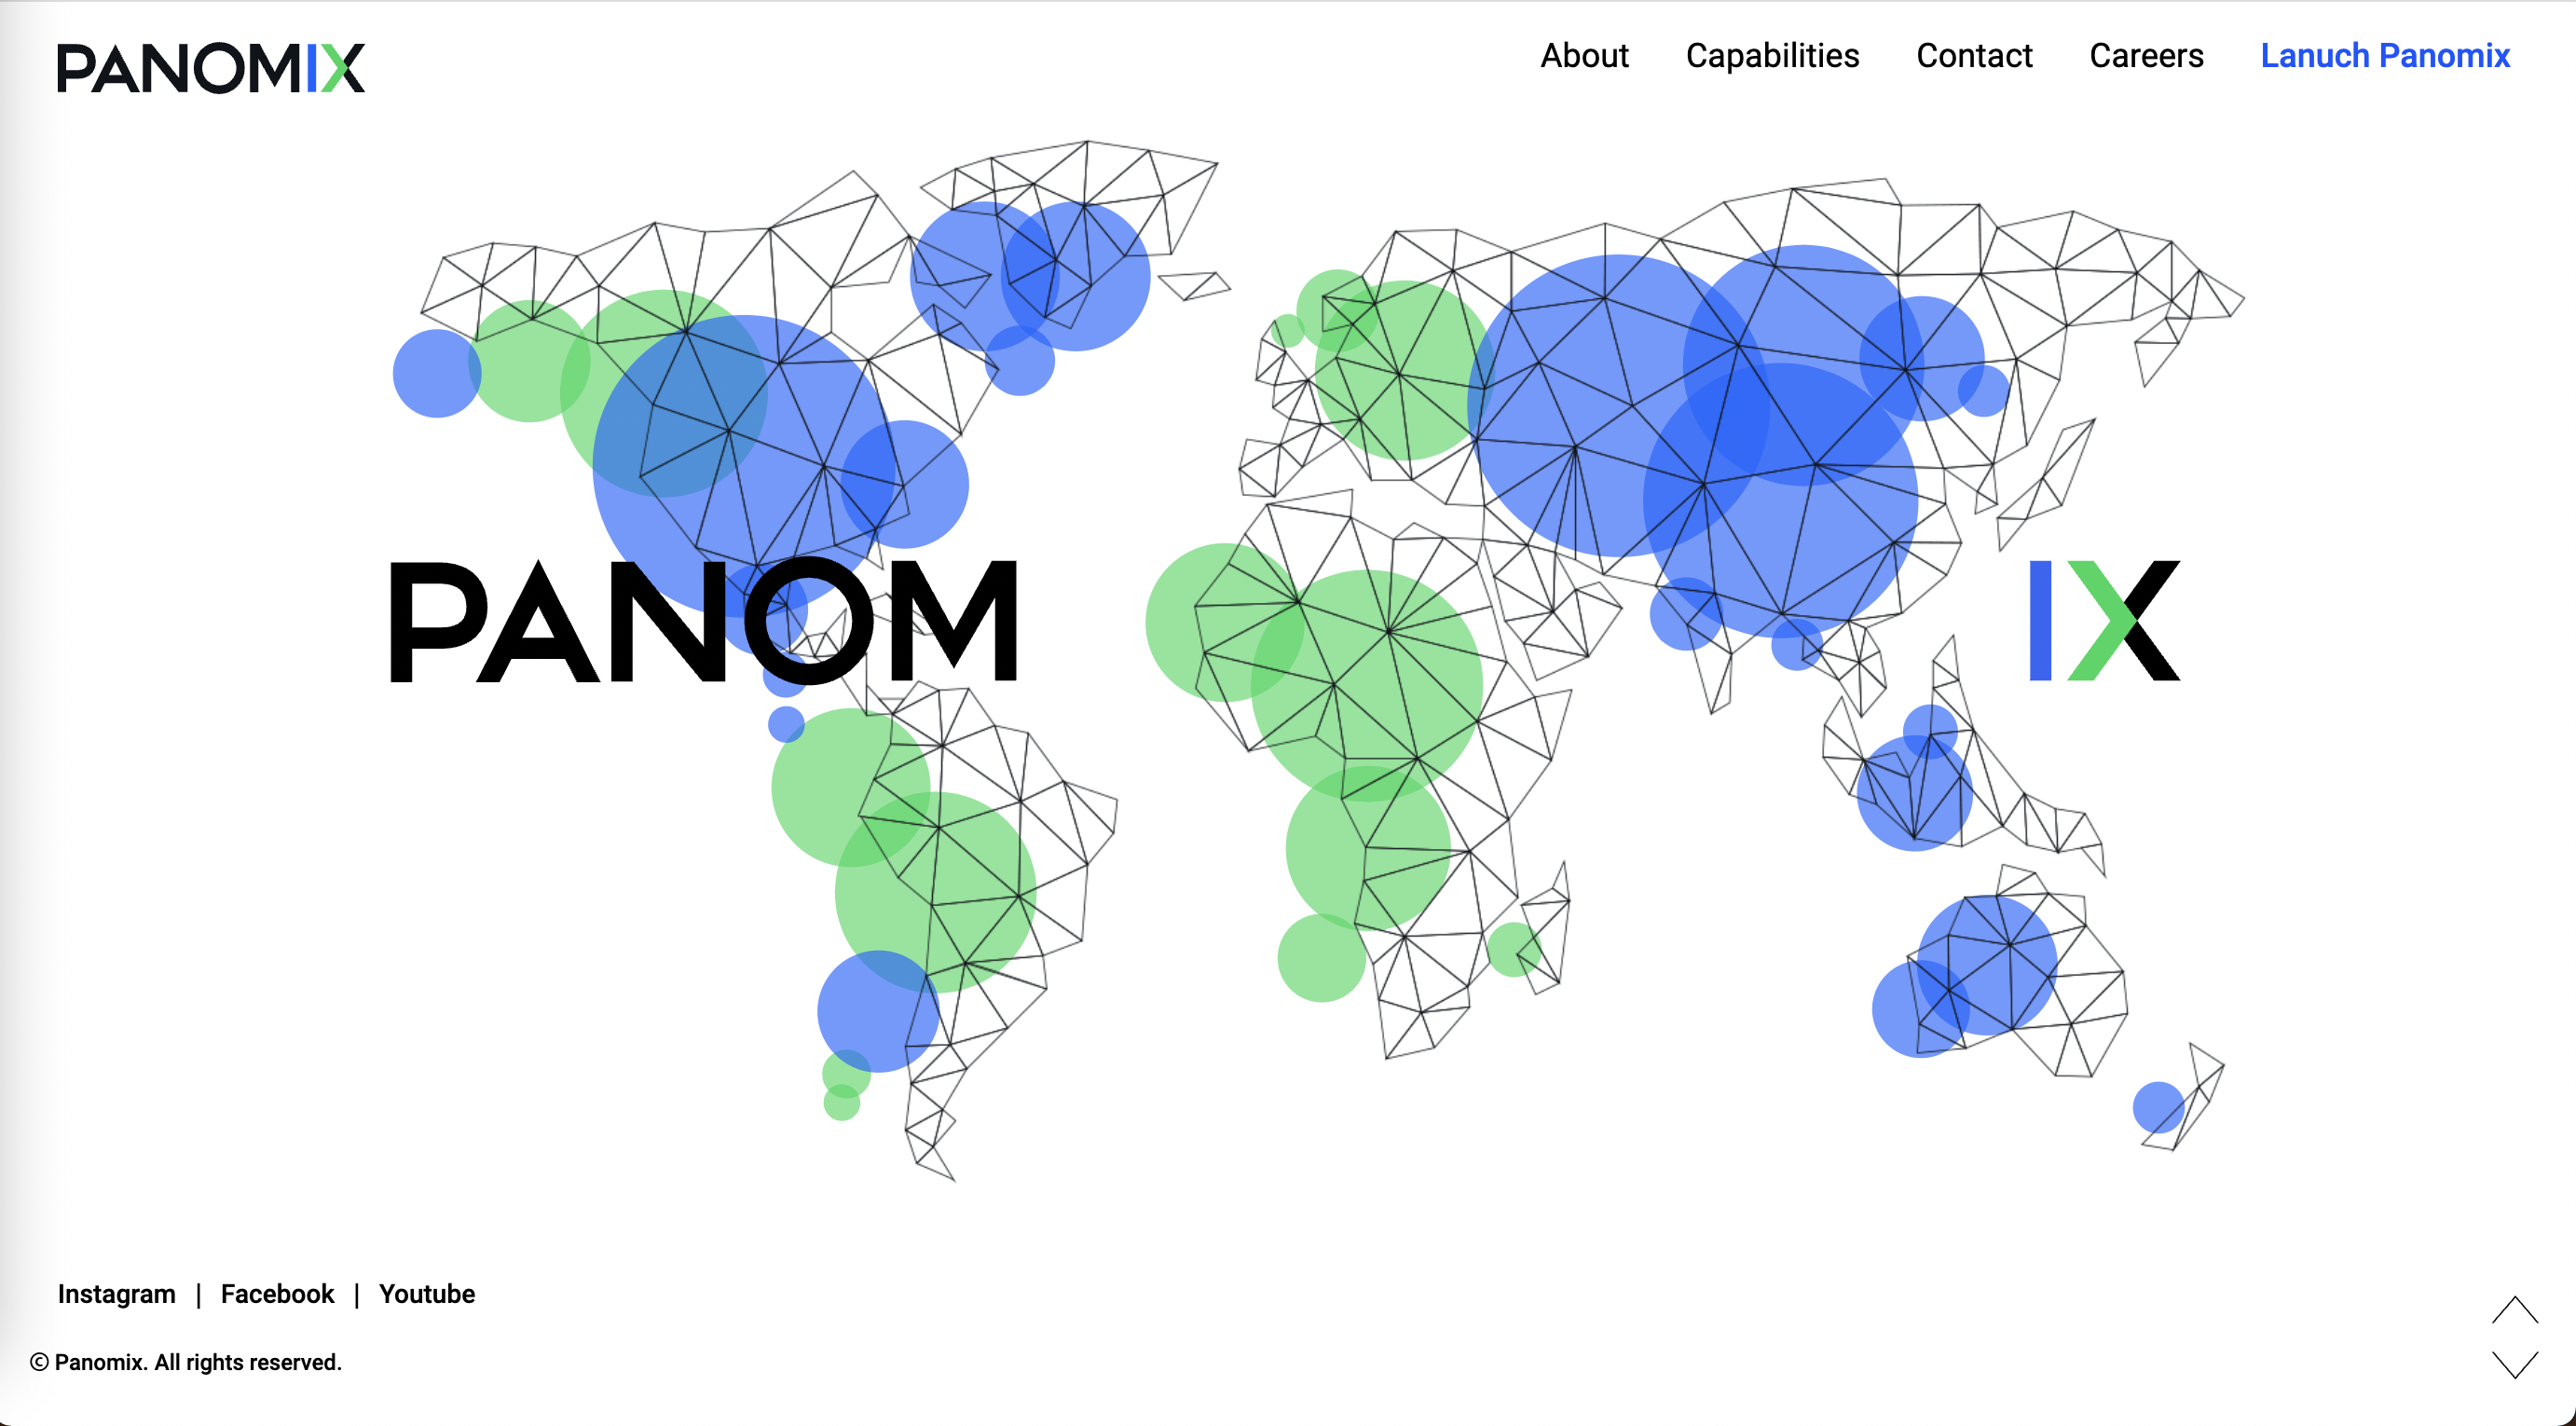 PANOMIX
About Capabilities Contact Careers Lanuch Panomix
PANOM IX
Instagram | Facebook | Youtube
© Panomix. All rights reserved.